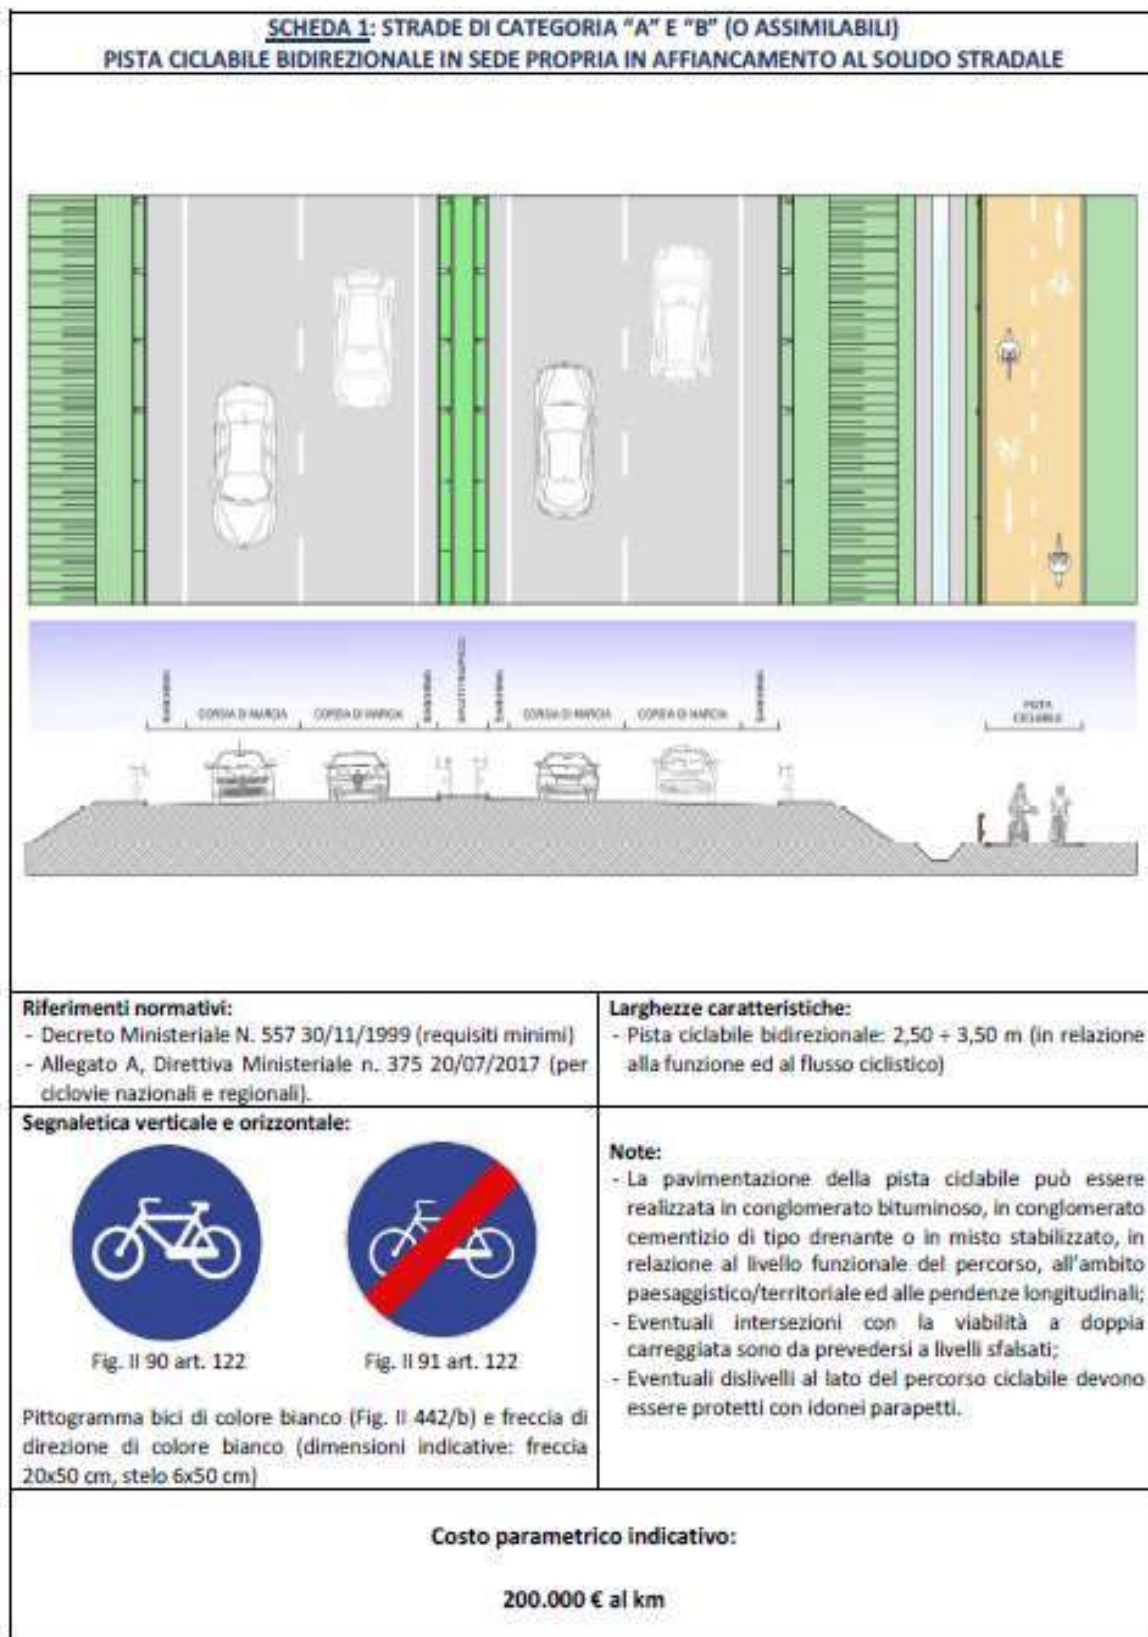 SCHEDA 1: STRADE DI CATEGORIA “A” E “B” (O ASSIMILABILI)
PISTA CICLABILE BIDIREZIONALE IN SEDE PROPRIA IN AFFIANCAMENTO AL SOLIDO STRADALE
CORSIA DI MARCIA
CORSIA DI MARCIA
CORSIA DI MARCIA
CORSIA DI MARCIA
PISTA
CICLABILE
Riferimenti normativi:
- Decreto Ministeriale N. 557 30/11/1999 (requisiti minimi)
- Allegato A, Direttiva Ministeriale n. 375 20/07/2017 (per
ciclovie nazionali e regionali).
Larghezze caratteristiche:
- Pista ciclabile bidirezionale: 2,50 ÷ 3,50 m (in relazione
alla funzione ed al flusso ciclistico)
Segnaletica verticale e orizzontale:
Fig. II 90 art. 122
Fig. II 91 art. 122
Pittogramma bici di colore bianco (Fig. II 442/b) e freccia di
direzione di colore bianco (dimensioni indicative: freccia
20x50 cm, stelo 6x50 cm)
Note:
- La pavimentazione della pista ciclabile può essere
realizzata in conglomerato bituminoso, in conglomerato
cementizio di tipo drenante o in misto stabilizzato, in
relazione al livello funzionale del percorso, all’ambito
paesaggistico/territoriale ed alle pendenze longitudinali;
- Eventuali intersezioni con la viabilità a doppia
carreggiata sono da prevedersi a livelli sfalsati;
- Eventuali dislivelli al lato del percorso ciclabile devono
essere protetti con idonei parapetti.
Costo parametrico indicativo:
200.000 € al km